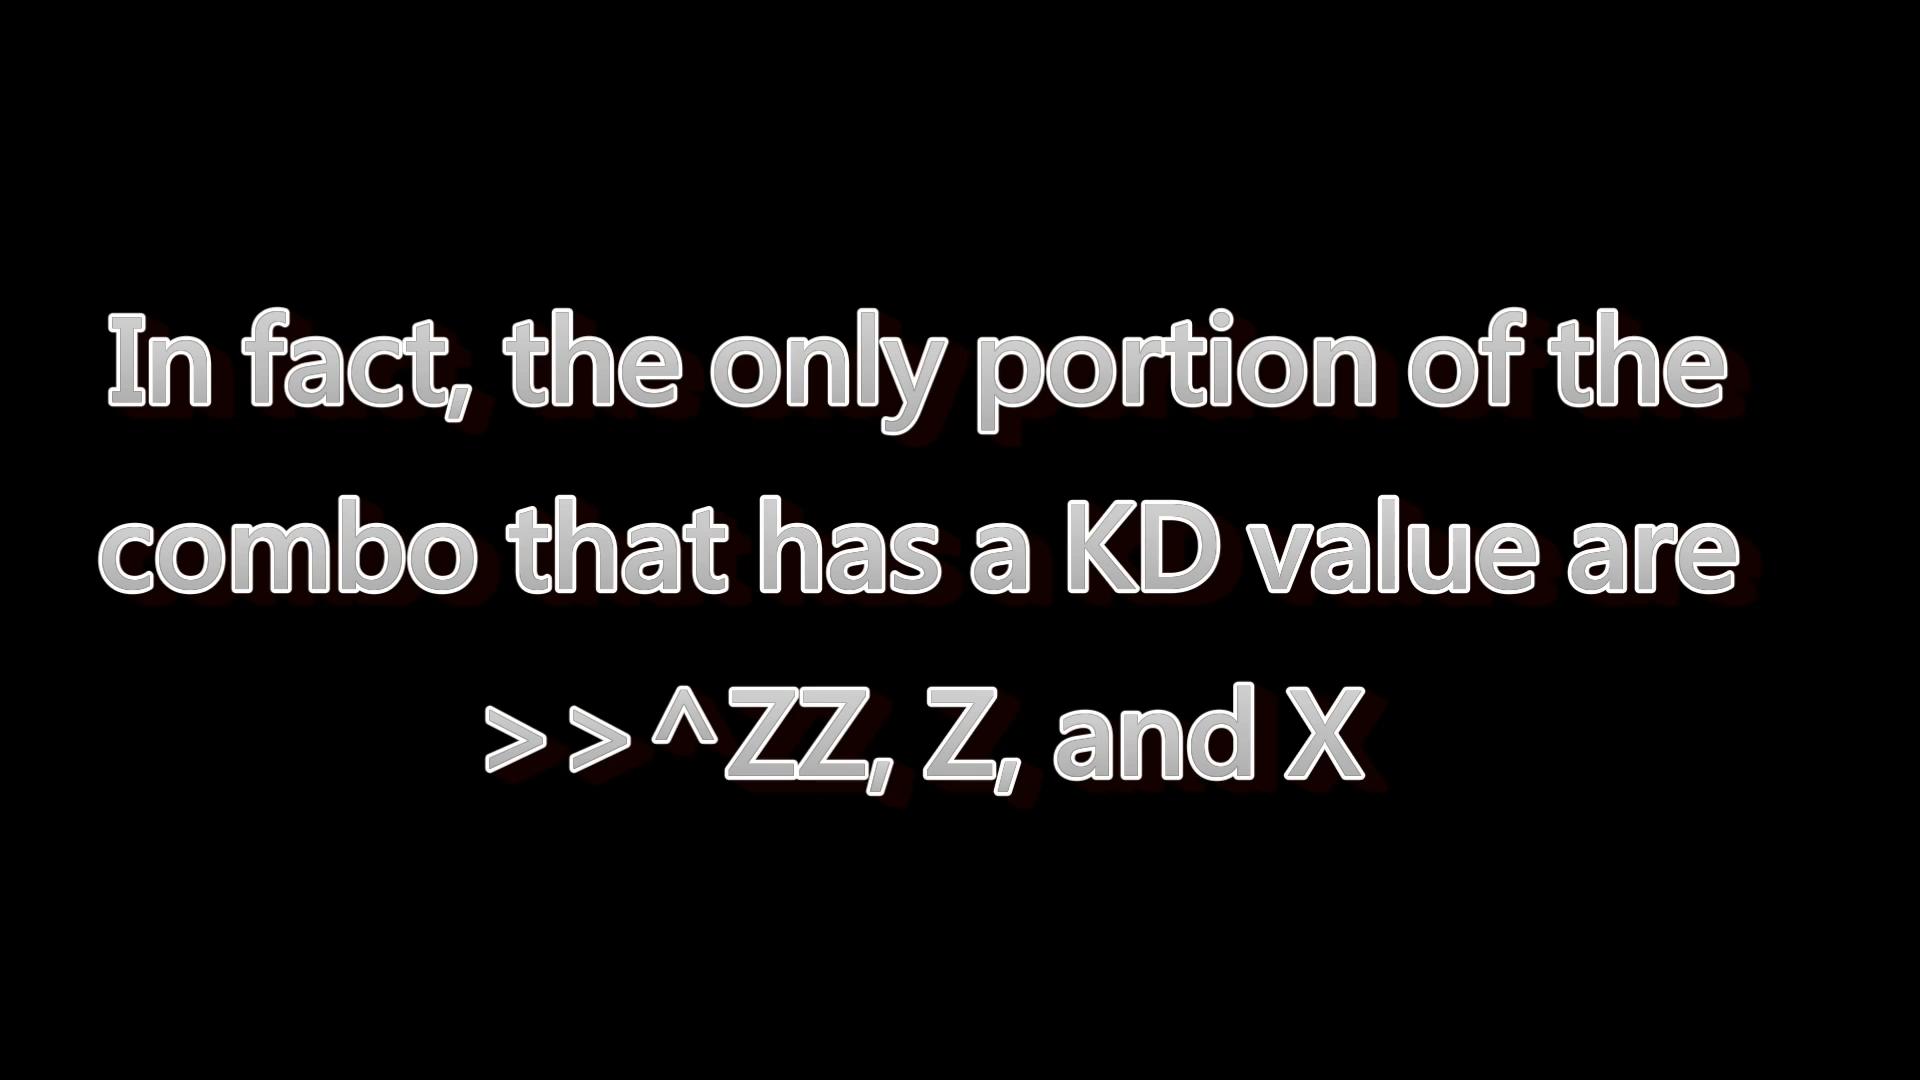 In fact, the only portion of the
combo that has a KD value are
>>^ZZ, Z, and X